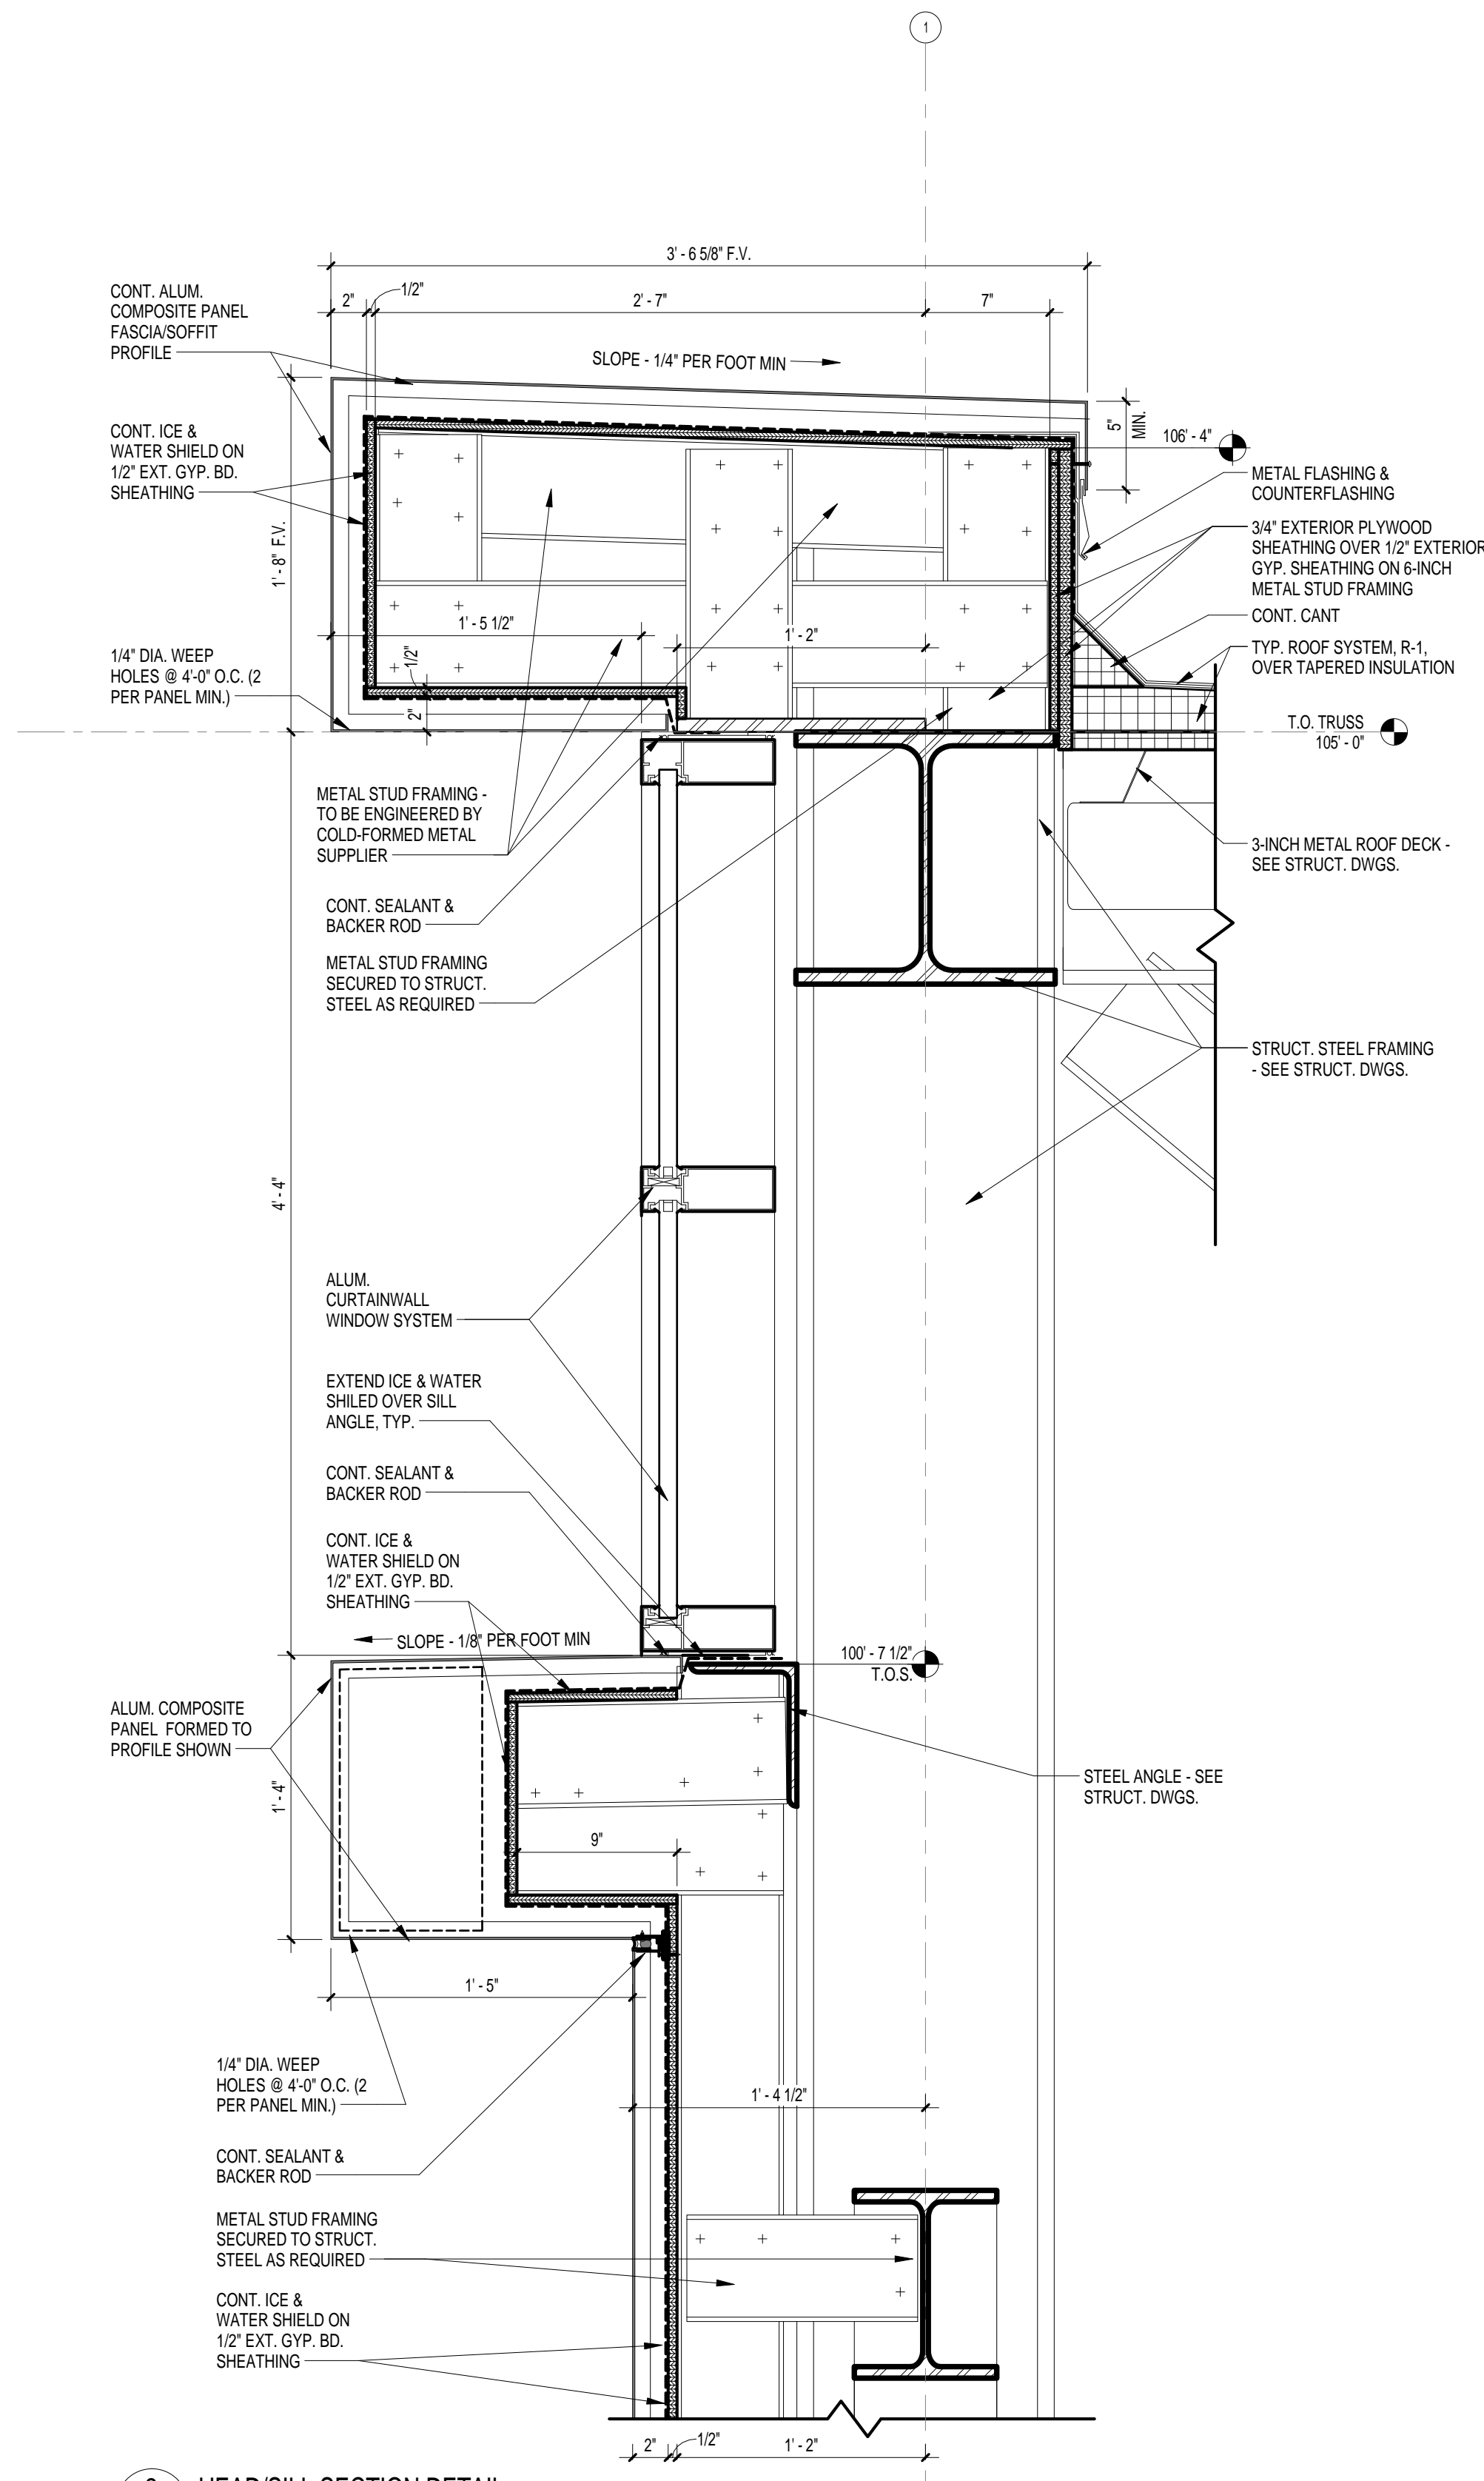 1
3' - 6 5/8" F.V.
2"
1/2"
2' - 7"
7"
CONT. ALUM.
COMPOSITE PANEL
FASCIA/SOFFIT
PROFILE
SLOPE - 1/4" PER FOOT MIN
5"
MIN.
106' - 4"
CONT. ICE &
WATER SHIELD ON
1/2" EXT. GYP. BD.
SHEATHING
METAL FLASHING &
COUNTERFLASHING
3/4" EXTERIOR PLYWOOD
SHEATHING OVER 1/2" EXTERIOR
GYP. SHEATHING ON 6-INCH
METAL STUD FRAMING
1' - 8" F.V.
CONT. CANT
1' - 5 1/2"
1' - 2"
1/2"
2"
1/4" DIA. WEEP
HOLES @ 4'-0" O.C. (2
PER PANEL MIN.)
TYP. ROOF SYSTEM, R-1,
OVER TAPERED INSULATION
T.O. TRUSS
105' - 0"
METAL STUD FRAMING -
TO BE ENGINEERED BY
COLD-FORMED METAL
SUPPLIER
3-INCH METAL ROOF DECK -
SEE STRUCT. DWGS.
CONT. SEALANT &
BACKER ROD
METAL STUD FRAMING
SECURED TO STRUCT.
STEEL AS REQUIRED
STRUCT. STEEL FRAMING
- SEE STRUCT. DWGS.
4' - 4"
ALUM.
CURTAINWALL
WINDOW SYSTEM
EXTEND ICE & WATER
SHILED OVER SILL
ANGLE, TYP.
CONT. SEALANT &
BACKER ROD
CONT. ICE &
WATER SHIELD ON
1/2" EXT. GYP. BD.
SHEATHING
SLOPE - 1/8" PER FOOT MIN
100' - 7 1/2"
T.O.S.
ALUM. COMPOSITE
PANEL FORMED TO
PROFILE SHOWN
STEEL ANGLE - SEE
STRUCT. DWGS.
1' - 4"
9"
1' - 5"
1/4" DIA. WEEP
HOLES @ 4'-0" O.C. (2
PER PANEL MIN.)
1' - 4 1/2"
CONT. SEALANT &
BACKER ROD
METAL STUD FRAMING
SECURED TO STRUCT.
STEEL AS REQUIRED
CONT. ICE &
WATER SHIELD ON
1/2" EXT. GYP. BD.
SHEATHING
2"
1/2"
1' - 2"
HEAD/SILL SECTION DETAIL